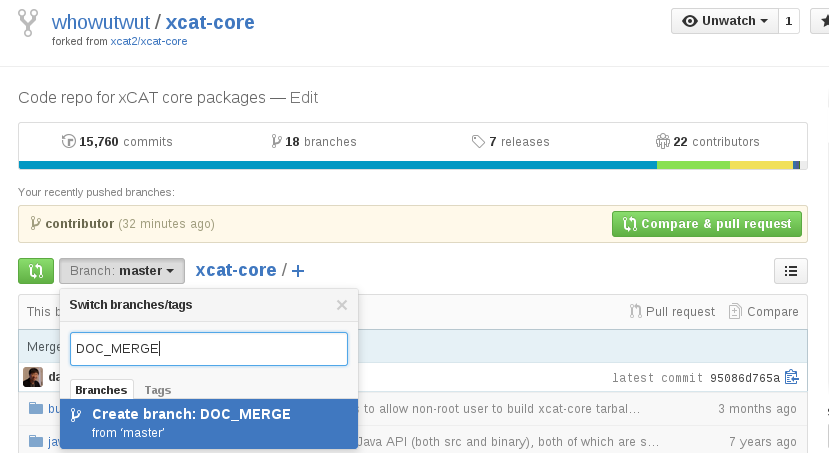 whowutwut / xcat-core
Unwatch 1
forked from xcat2/xcat-core
Code repo for xCAT core packages — Edit
15,760 commits 18 branches 7 releases 22 contributors
Your recently pushed branches:
contributor (32 minutes ago) Compare & pull request
Branch: master xcat-core / +
Switch branches/tags
This b Pull request Compare
DOC_MERGE
Merge
Branches Tags
da latest commit 95086d765a
Create branch: DOC_MERGE
from 'master'
bu s to allow non-root user to build xcat-core tarbal… 3 months ago
jav Java API (both src and binary), both of which are s… 7 years ago